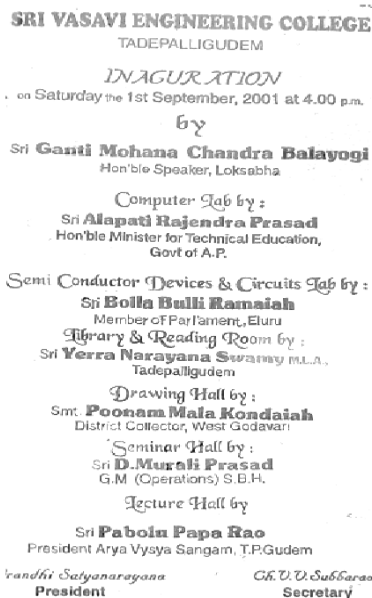 SRI VASAVI ENGINEERING COLLEGE
TADEPALLIGUDEM
INAGURATION
on Saturday the 1st September, 2001 at 4.00 p.m.
by
Sri Ganti Mohana Chandra Balayogi
Hon'ble Speaker, Loksabha
Computer Lab by :
Sri Alapati Rajendra Prasad
Hon'ble Minister for Technical Education,
Govt of A.P.
Semi Conductor Devices & Circuits Lab by :
Sri Bolla Bulli Ramaiah
Member of Parl'ament, Eluru
Library & Reading Room by :
Sri Yerra Narayana Swamy M.L.A.,
Tadepalligudem
Drawing Hall by :
Smt. Poonam Mala Kondaiah
District Collector, West Godavari
Seminar Hall by :
Sri D.Murali Prasad
G.M (Operations) S.B.H.
Lecture Hall by
Sri Pabolu Papa Rao
President Arya Vysya Sangam, T.P.Gudem
Grandhi Satyanarayana Ch.V.V.Subbarao
President Secretary